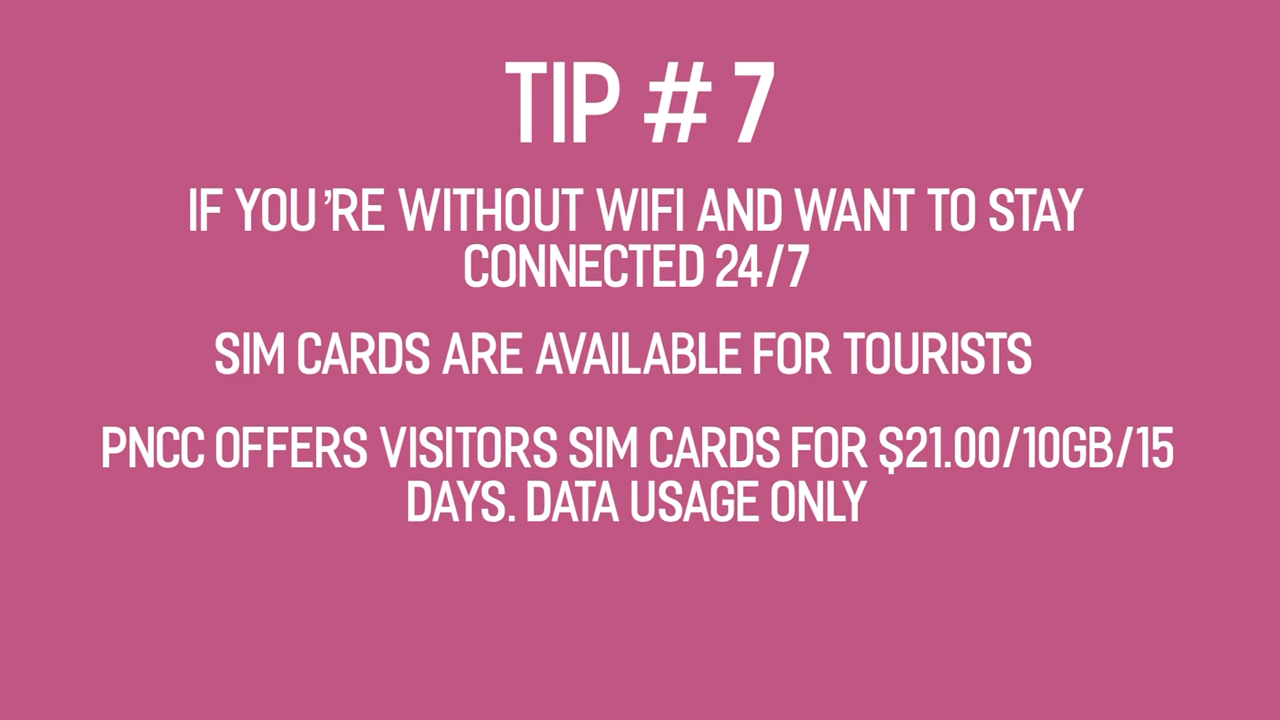 TIP # 7
IF YOU'RE WITHOUT WIFI AND WANT TO STAY
CONNECTED 24/7
SIM CARDS ARE AVAILABLE FOR TOURISTS
PNCC OFFERS VISITORS SIM CARDS FOR $21.00/10GB/15
DAYS. DATA USAGE ONLY